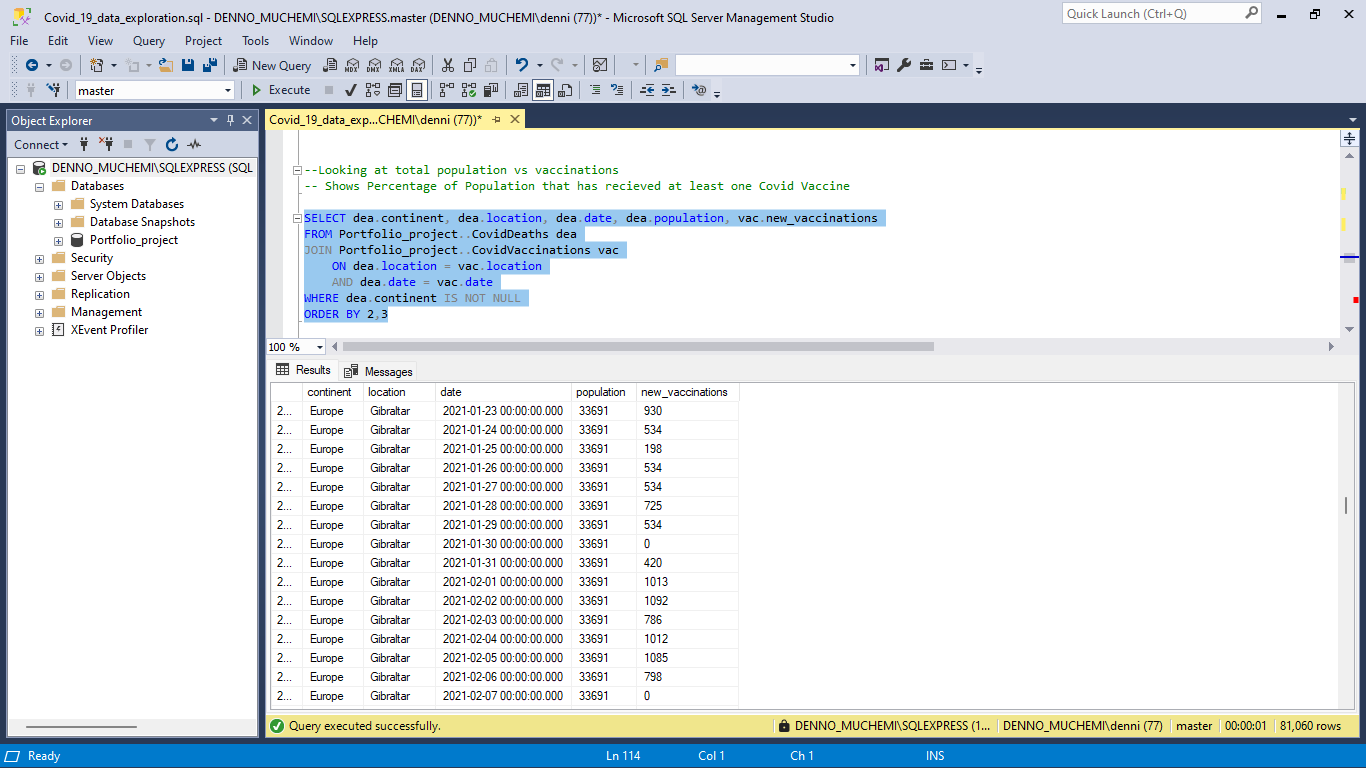 Covid_19_data_exploration.sql - DENNO_MUCHEMI\SQLEXPRESS.master (DENNO_MUCHEMI\denni (77))* - Microsoft SQL Server Management Studio
Quick Launch (Ctrl+Q)
File Edit View Query Project Tools Window Help
New Query MDX DMX XMLA DAX
master Execute
Object Explorer
Connect
DENNO_MUCHEMI\SQLEXPRESS (SQL
Databases
System Databases
Database Snapshots
Portfolio_project
Security
Server Objects
Replication
Management
XEvent Profiler
Covid_19_data_exp...CHEMI\denni (77))*
--Looking at total population vs vaccinations
-- Shows Percentage of Population that has recieved at least one Covid Vaccine
SELECT dea.continent, dea.location, dea.date, dea.population, vac.new_vaccinations
FROM Portfolio_project..CovidDeaths dea
JOIN Portfolio_project..CovidVaccinations vac
ON dea.location = vac.location
AND dea.date = vac.date
WHERE dea.continent IS NOT NULL
ORDER BY 2,3
100 %
Results Messages
continent location date population new_vaccinations
2... Europe Gibraltar 2021-01-23 00:00:00.000 33691 930
2... Europe Gibraltar 2021-01-24 00:00:00.000 33691 534
2... Europe Gibraltar 2021-01-25 00:00:00.000 33691 198
2... Europe Gibraltar 2021-01-26 00:00:00.000 33691 534
2... Europe Gibraltar 2021-01-27 00:00:00.000 33691 534
2... Europe Gibraltar 2021-01-28 00:00:00.000 33691 725
2... Europe Gibraltar 2021-01-29 00:00:00.000 33691 534
2... Europe Gibraltar 2021-01-30 00:00:00.000 33691 0
2... Europe Gibraltar 2021-01-31 00:00:00.000 33691 420
2... Europe Gibraltar 2021-02-01 00:00:00.000 33691 1013
2... Europe Gibraltar 2021-02-02 00:00:00.000 33691 1092
2... Europe Gibraltar 2021-02-03 00:00:00.000 33691 786
2... Europe Gibraltar 2021-02-04 00:00:00.000 33691 1012
2... Europe Gibraltar 2021-02-05 00:00:00.000 33691 1085
2... Europe Gibraltar 2021-02-06 00:00:00.000 33691 798
2... Europe Gibraltar 2021-02-07 00:00:00.000 33691 0
Query executed successfully. DENNO_MUCHEMI\SQLEXPRESS (1... DENNO_MUCHEMI\denni (77) master 00:00:01 81,060 rows
Ready Ln 114 Col 1 Ch 1 INS